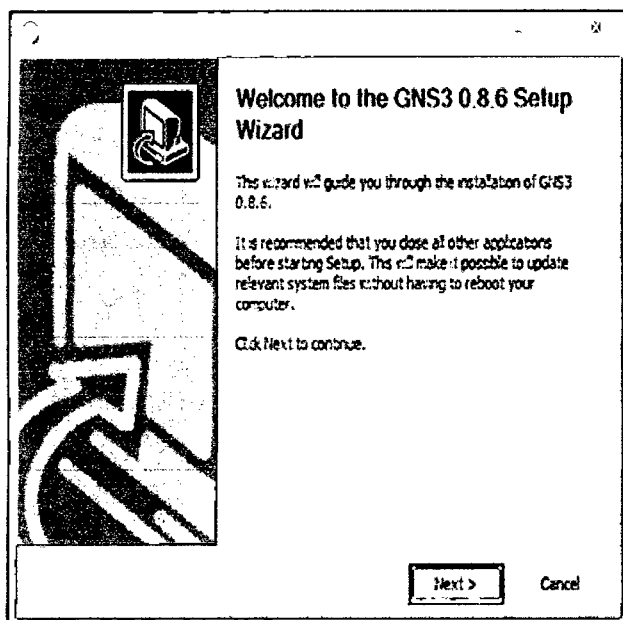 Welcome to the GNS3 0.8.6 Setup
Wizard
This wizard will guide you through the installation of GNS3
0.8.6.
It is recommended that you close all other applications
before starting Setup. This will make it possible to update
relevant system files without having to reboot your
computer.
Click Next to continue.
Next >
Cancel